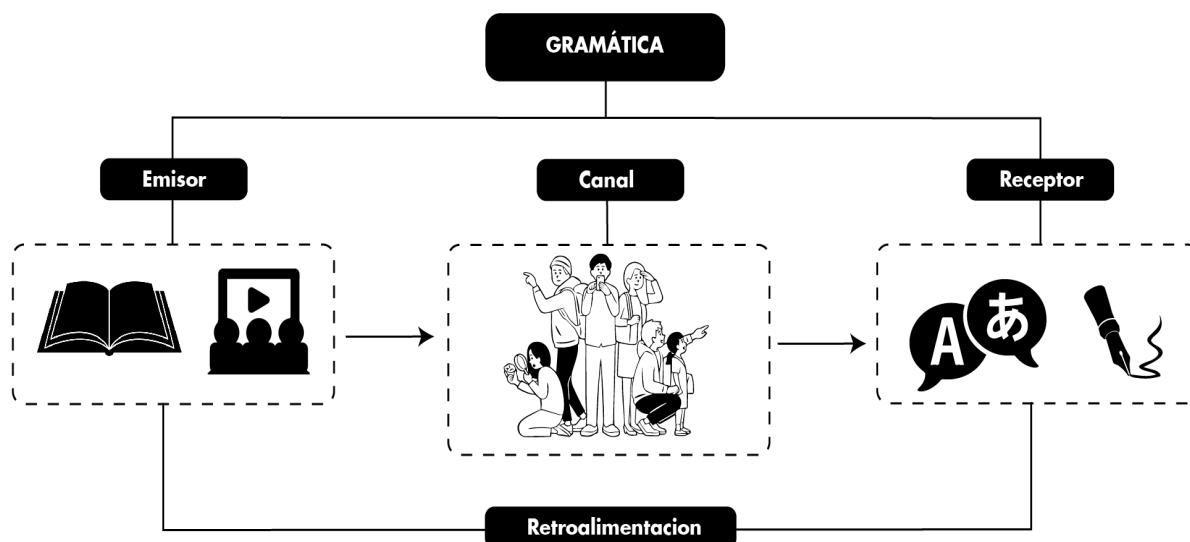 GRAMÁTICA
Emisor
Canal
Receptor
A
あ
Retroalimentacion